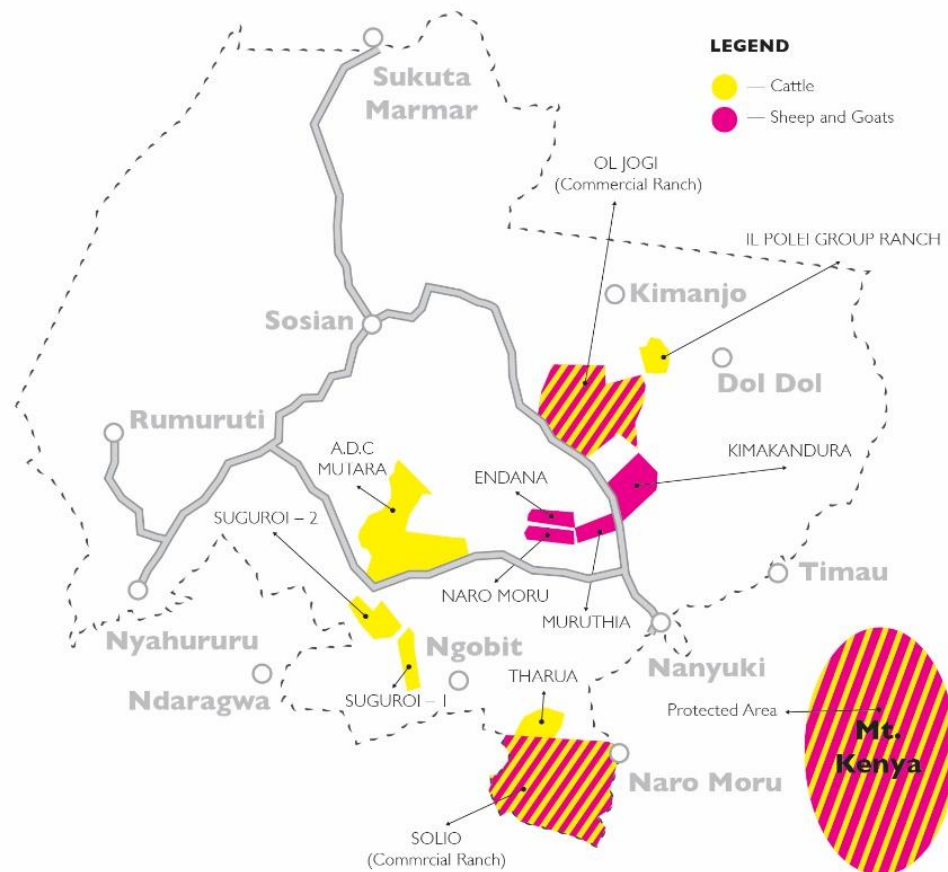 LEGEND
— Cattle
— Sheep and Goats
Sukuta
Marmar
OL JOGI
(Commercial Ranch)
IL POLEI GROUP RANCH
Kimanjo
Sosian
Dol Dol
Rumuruti
A.D.C
MUTARA
ENDANA
KIMAKANDURA
SUGUROI – 2
NARO MORU
MURUTHIA
Timau
Nyahururu
Ngobit
Nanyuki
Ndaragwa
SUGUROI – 1
THARUA
Protected Area
Mt.
Kenya
Naro Moru
SOLIO
(Commrcial Ranch)